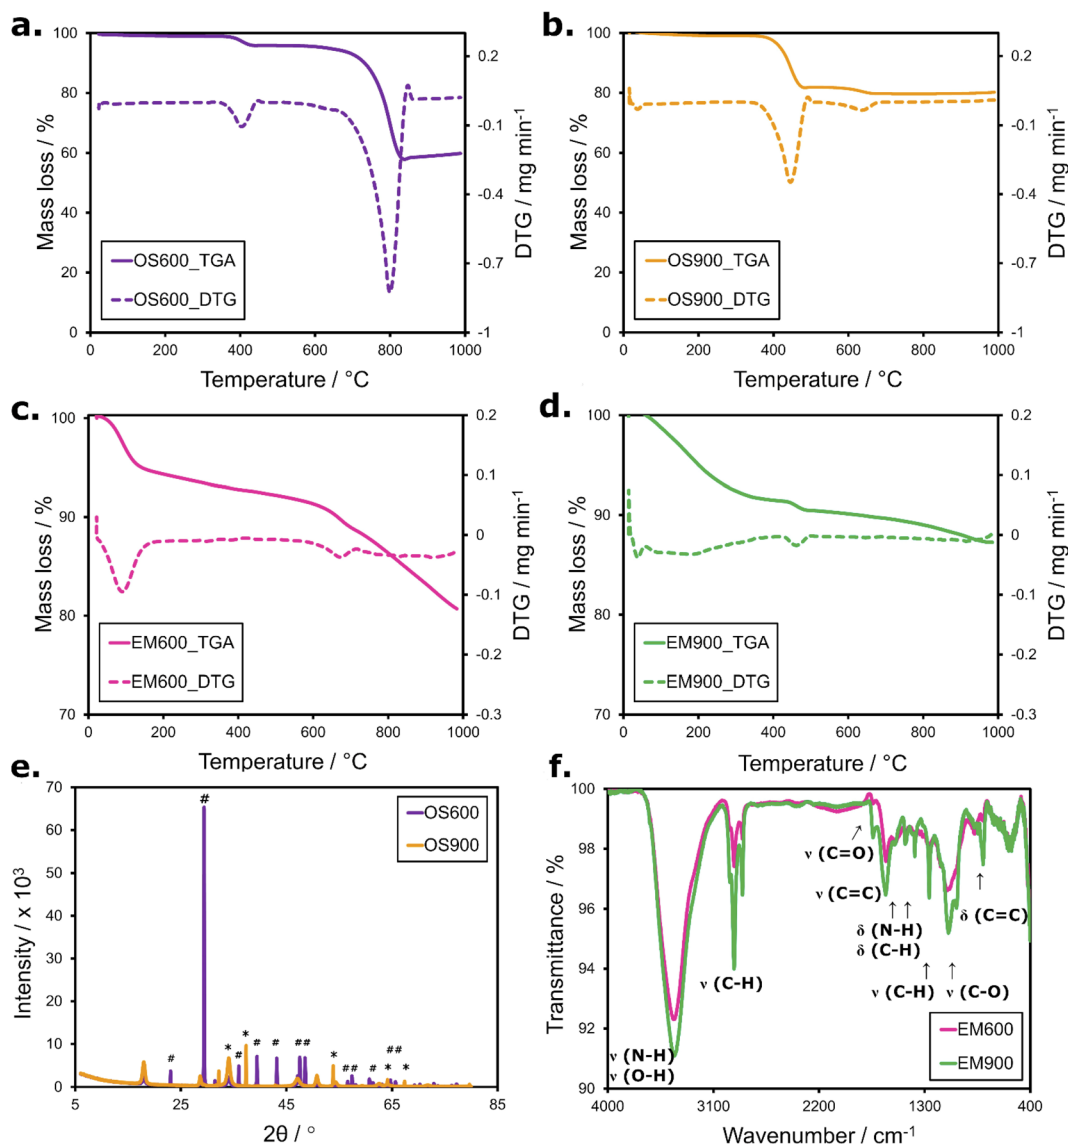 a.
100
80
60
40
20
0
Mass loss / %
0.2
-0.1
-0.4
-0.7
-1
DTG / mg min⁻¹
OS600_TGA
OS600_DTG
0 200 400 600 800 1000
Temperature / °C
b.
100
80
60
40
20
0
Mass loss / %
0.2
-0.1
-0.4
-0.7
-1
DTG / mg min⁻¹
OS900_TGA
OS900_DTG
0 200 400 600 800 1000
Temperature / °C
c.
100
90
80
70
Mass loss / %
0.2
0.1
0
-0.1
-0.2
-0.3
DTG / mg min⁻¹
EM600_TGA
EM600_DTG
0 200 400 600 800 1000
Temperature / °C
d.
100
90
80
70
Mass loss / %
0.2
0.1
0
-0.1
-0.2
-0.3
DTG / mg min⁻¹
EM900_TGA
EM900_DTG
0 200 400 600 800 1000
Temperature / °C
e.
70
60
50
40
30
20
10
0
Intensity / x 10³
OS600
OS900
#
# * # * # # ## * ## # ## * *
5 25 45 65 85
2θ / °
f.
100
98
96
94
92
90
Transmittance / %
ν (C=O)
ν (C=C)
δ (N-H)
δ (C-H)
δ (C=C)
ν (C-H)
ν (C-H)
ν (C-O)
ν (N-H)
ν (O-H)
EM600
EM900
4000 3100 2200 1300 400
Wavenumber / cm⁻¹